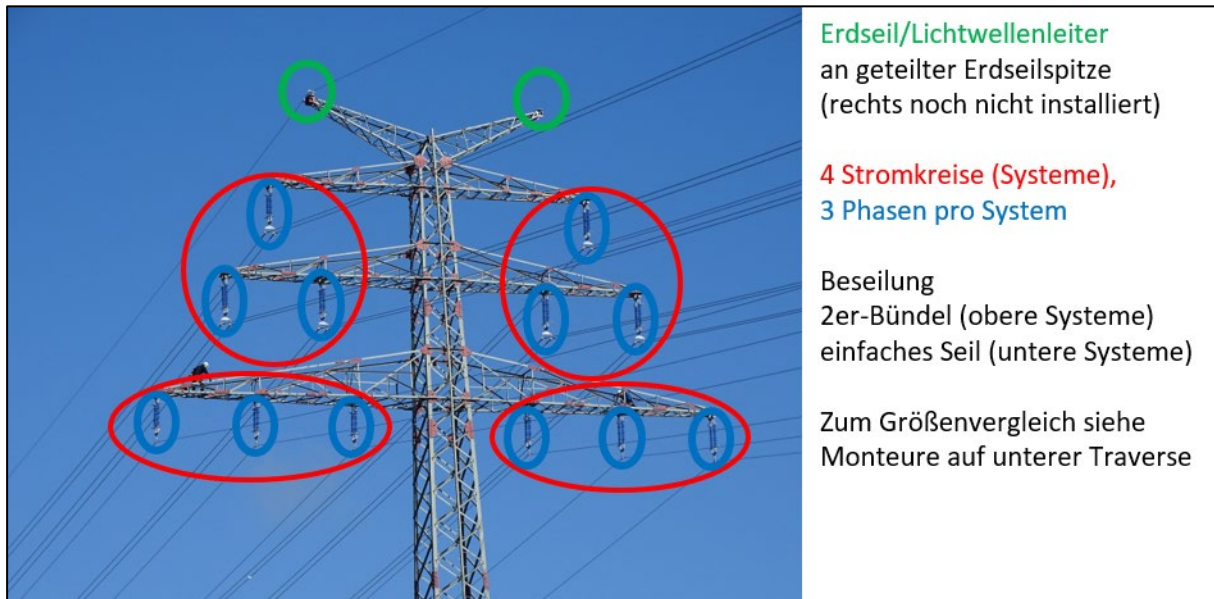 Erdseil/Lichtwellenleiter
an geteilter Erdseilspitze
(rechts noch nicht installiert)
4 Stromkreise (Systeme),
3 Phasen pro System
Beseilung
2er-Bündel (obere Systeme)
einfaches Seil (untere Systeme)
Zum Größenvergleich siehe
Monteure auf unterer Traverse